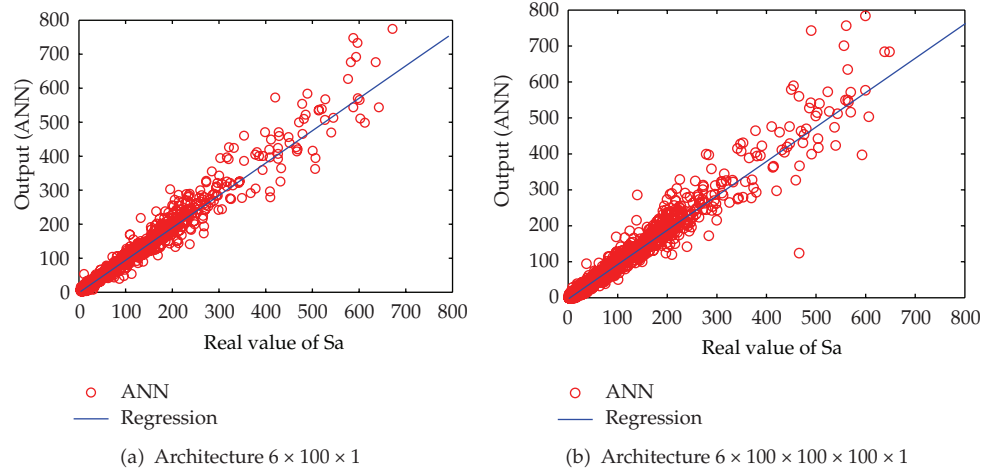 800
700
600
500
400
300
200
100
0
Output (ANN)
0 100 200 300 400 500 600 700 800
Real value of Sa
ANN
Regression
(a) Architecture 6 × 100 × 1
800
700
600
500
400
300
200
100
0
Output (ANN)
0 100 200 300 400 500 600 700 800
Real value of Sa
ANN
Regression
(b) Architecture 6 × 100 × 100 × 100 × 1